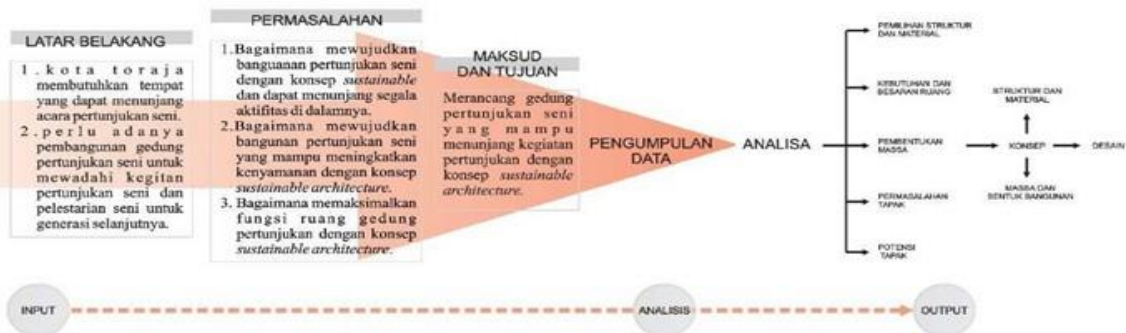 LATAR BELAKANG
1. kota toraja
membutuhkan tempat
yang dapat menunjang
acara pertunjukan seni.
2. perlu adanya
pembangunan gedung
pertunjukan seni untuk
mewadahi kegitan
pertunjukan seni dan
pelestarian seni untuk
generasi selanjutnya.
PERMASALAHAN
1. Bagaimana mewujudkan
banguanan pertunjukan seni
dengan konsep sustainable
dan dapat menunjang segala
aktifitas di dalamnya.
2. Bagaimana mewujudkan
bangunan pertunjukan seni
yang mampu meningkatkan
kenyamanan dengan konsep
sustainable architecture.
3. Bagaimana memaksimalkan
fungsi ruang gedung
pertunjukan dengan konsep
sustainable architecture.
MAKSUD
DAN TUJUAN
Merancang gedung
pertunjukan seni
yang mampu
menunjang kegiatan
pertunjukan dengan
konsep sustainable
architecture.
PENGUMPULAN
DATA
ANALISA
PEMILIHAN STRUKTUR
DAN MATERIAL
KEBUTUHAN DAN
BESARAN RUANG
PEMBENTUKAN
MASSA
PERMASALAHAN
TAPAK
POTENSI
TAPAK
STRUKTUR DAN
MATERIAL
KONSEP
DESAIN
MASSA DAN
BENTUK BANGUNAN
INPUT
ANALISIS
OUTPUT